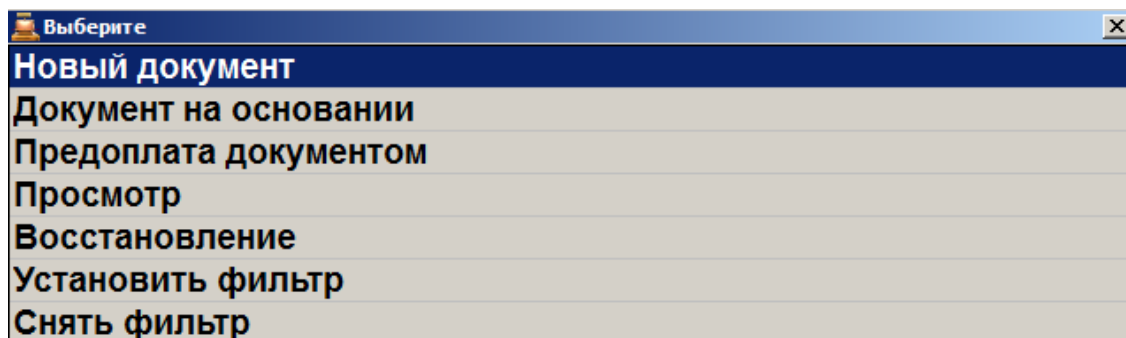 Выберите
Новый документ
Документ на основании
Предоплата документом
Просмотр
Восстановление
Установить фильтр
Снять фильтр